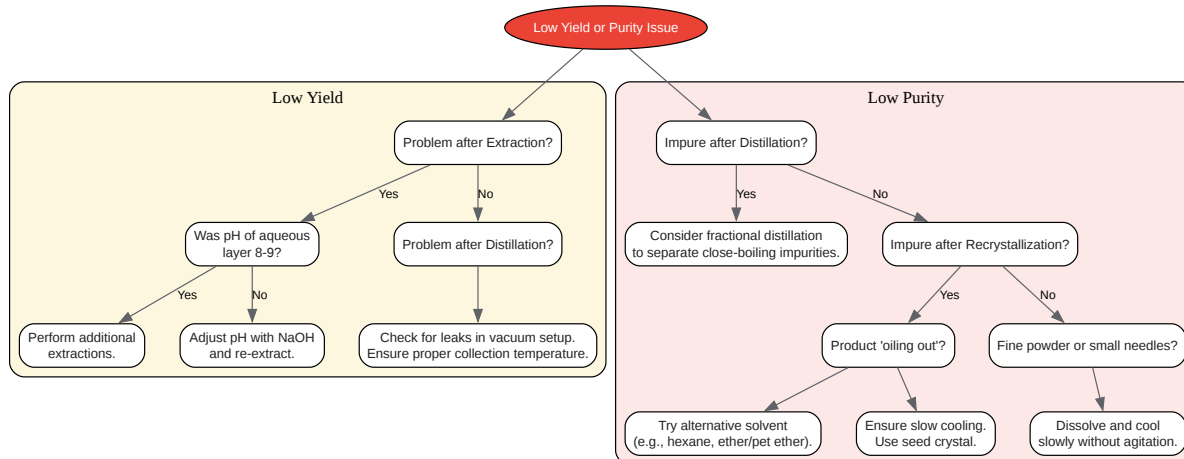 Low Yield or Purity Issue
Low Yield
Low Purity
Problem after Extraction?
Impure after Distillation?
Yes
No
Yes
No
Was pH of aqueous
layer 8-9?
Problem after Distillation?
Consider fractional distillation
to separate close-boiling impurities.
Impure after Recrystallization?
Yes
No
Yes
No
Perform additional
extractions.
Adjust pH with NaOH
and re-extract.
Check for leaks in vacuum setup.
Ensure proper collection temperature.
Product 'oiling out'?
Fine powder or small needles?
Try alternative solvent
(e.g., hexane, ether/pet ether).
Ensure slow cooling.
Use seed crystal.
Dissolve and cool
slowly without agitation.